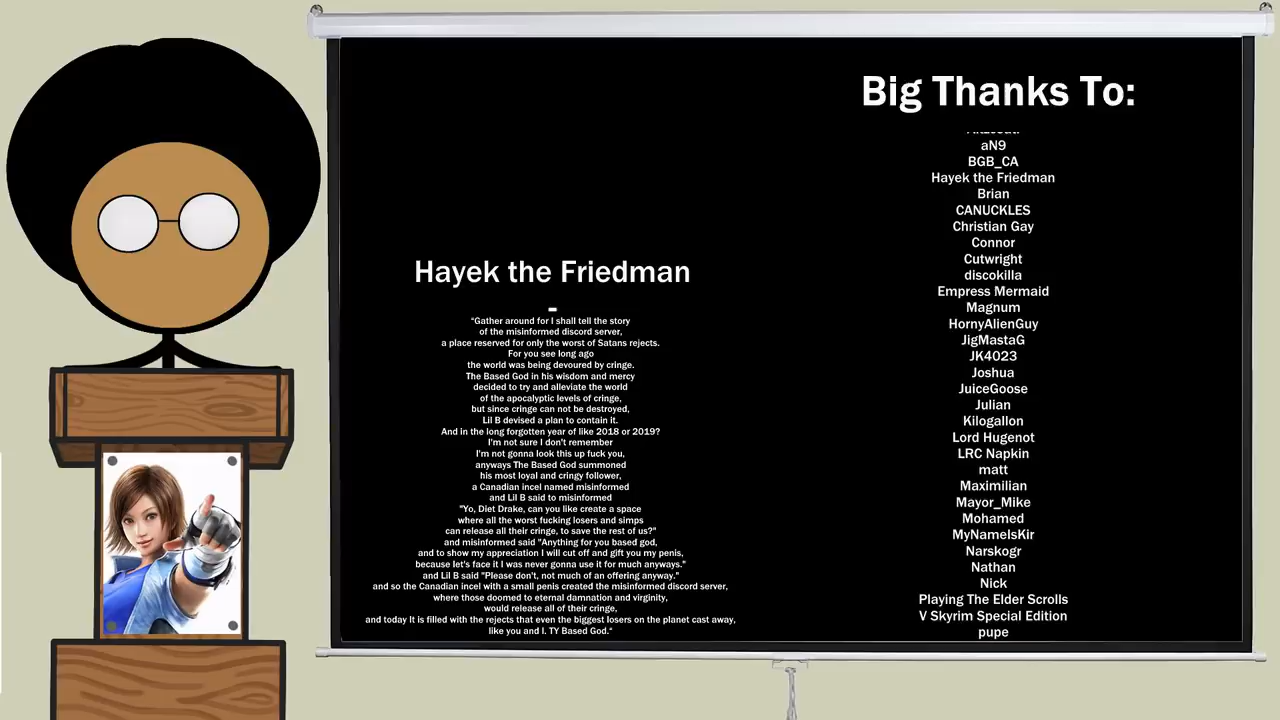 Big Thanks To:
aN9
BGB_CA
Hayek the Friedman
Brian
CANUCKLES
Christian Gay
Connor
Cutwright
discokilla
Empress Mermaid
Magnum
HornyAlienGuy
JigMastaG
JK4023
Joshua
JuiceGoose
Julian
Kilogallon
Lord Hugenot
LRC Napkin
matt
Maximilian
Mayor_Mike
Mohamed
MyNameIsKir
Narskogr
Nathan
Nick
Playing The Elder Scrolls
V Skyrim Special Edition
pupe
Hayek the Friedman
-
"Gather around for I shall tell the story
of the misinformed discord server,
a place reserved for only the worst of Satans rejects.
For you see long ago
the world was being devoured by cringe.
The Based God in his wisdom and mercy
decided to try and alleviate the world
of the apocalyptic levels of cringe,
but since cringe can not be destroyed,
Lil B devised a plan to contain it.
And in the long forgotten year of like 2018 or 2019?
I'm not sure I don't remember
I'm not gonna look this up fuck you,
anyways The Based God summoned
his most loyal and cringy follower,
a Canadian incel named misinformed
and Lil B said to misinformed
"Yo, Diet Drake, can you like create a space
where all the worst fucking losers and simps
can release all their cringe, to save the rest of us?"
and misinformed said "Anything for you based god,
and to show my appreciation I will cut off and gift you my penis,
because let's face it I was never gonna use it for much anyways."
and Lil B said "Please don't, not much of an offering anyway."
and so the Canadian incel with a small penis created the misinformed discord server,
where those doomed to eternal damnation and virginity,
would release all of their cringe,
and today It is filled with the rejects that even the biggest losers on the planet cast away,
like you and I. TY Based God."